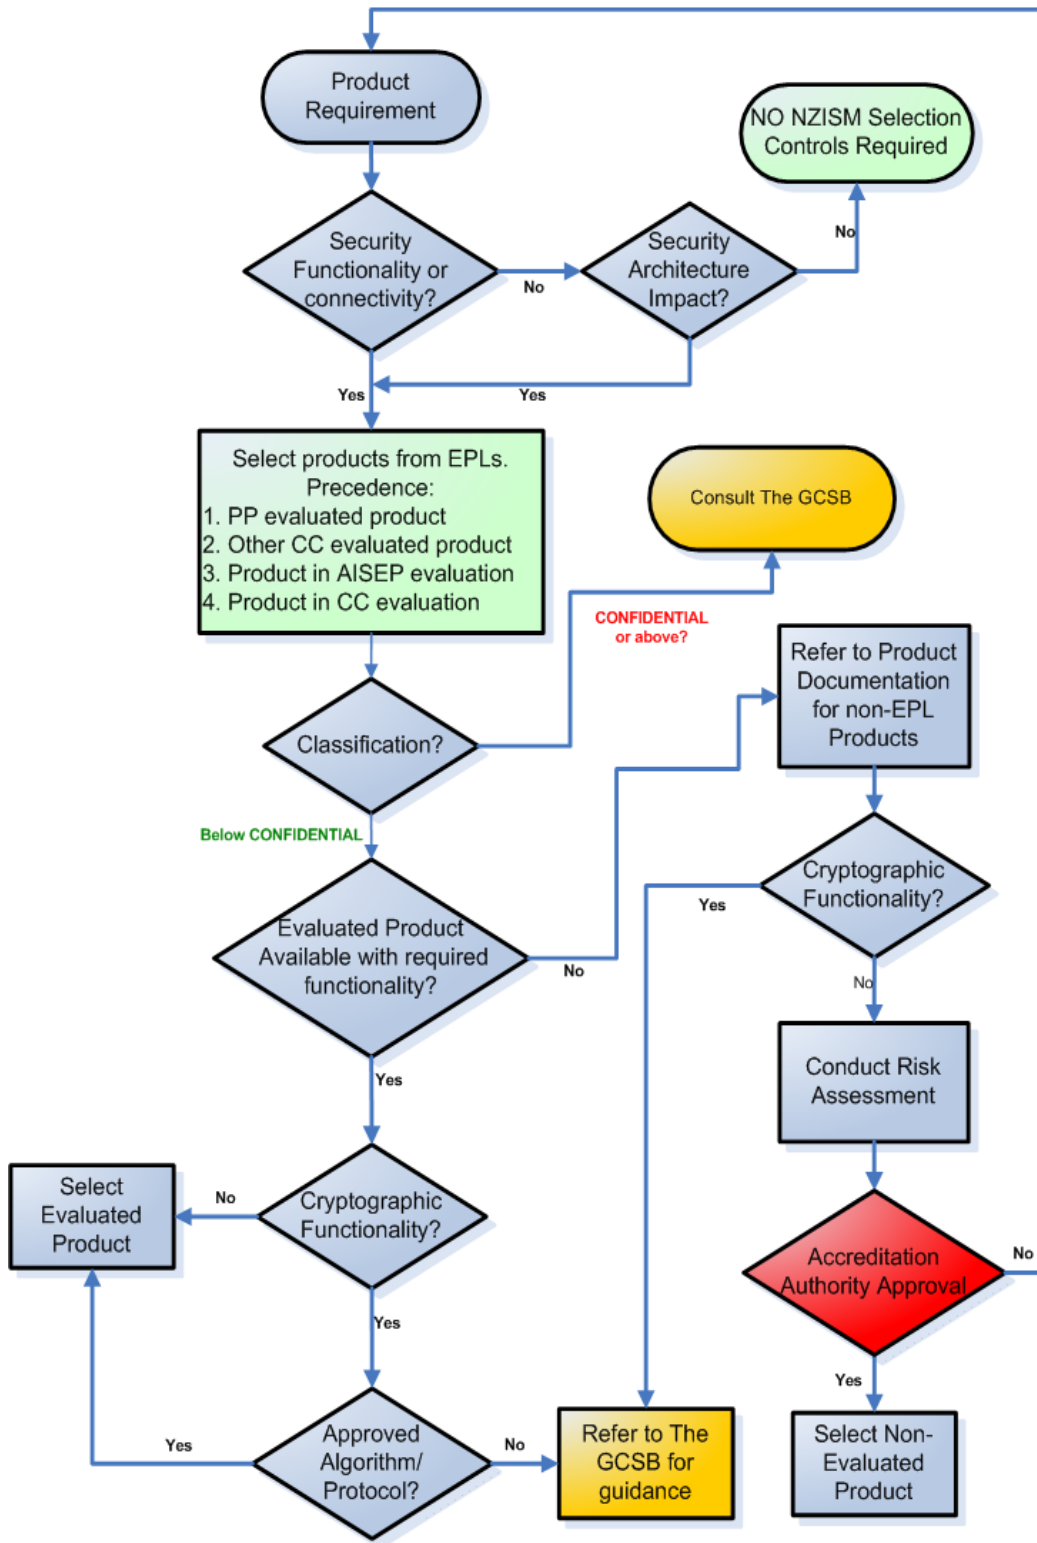 Product
Requirement
NO NZISM Selection
Controls Required
Security
Functionality or
connectivity?
No
Security
Architecture
Impact?
No
Yes
Yes
Select products from EPLs.
Precedence:
1. PP evaluated product
2. Other CC evaluated product
3. Product in AISEP evaluation
4. Product in CC evaluation
Consult The GCSB
CONFIDENTIAL
or above?
Classification?
Below CONFIDENTIAL
Refer to Product
Documentation
for non-EPL
Products
Evaluated Product
Available with required
functionality?
No
Yes
Cryptographic
Functionality?
Yes
No
Conduct Risk
Assessment
Select
Evaluated
Product
No
Cryptographic
Functionality?
Yes
Accreditation
Authority Approval
No
Yes
Approved
Algorithm/
Protocol?
Yes
No
Refer to The
GCSB for
guidance
Select Non-
Evaluated
Product